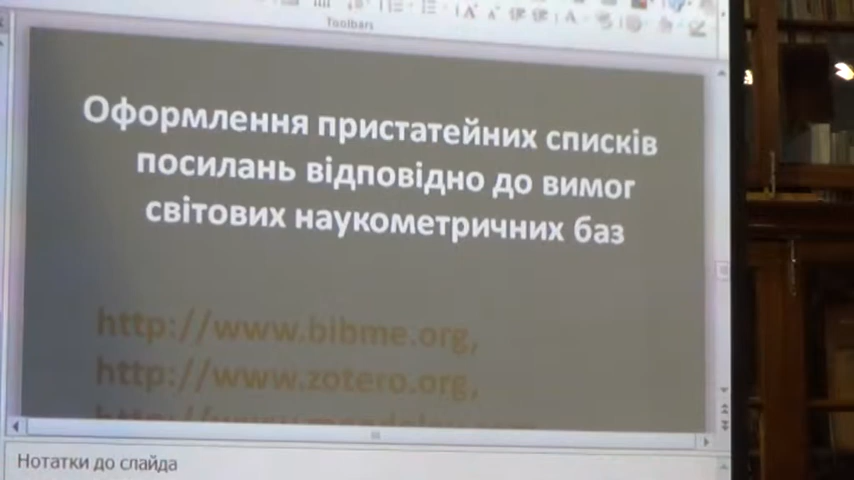 Toolbars
Оформлення пристатейних списків
посилань відповідно до вимог
світових наукометричних баз
http://www.bibme.org,
http://www.zotero.org,
Нотатки до слайда